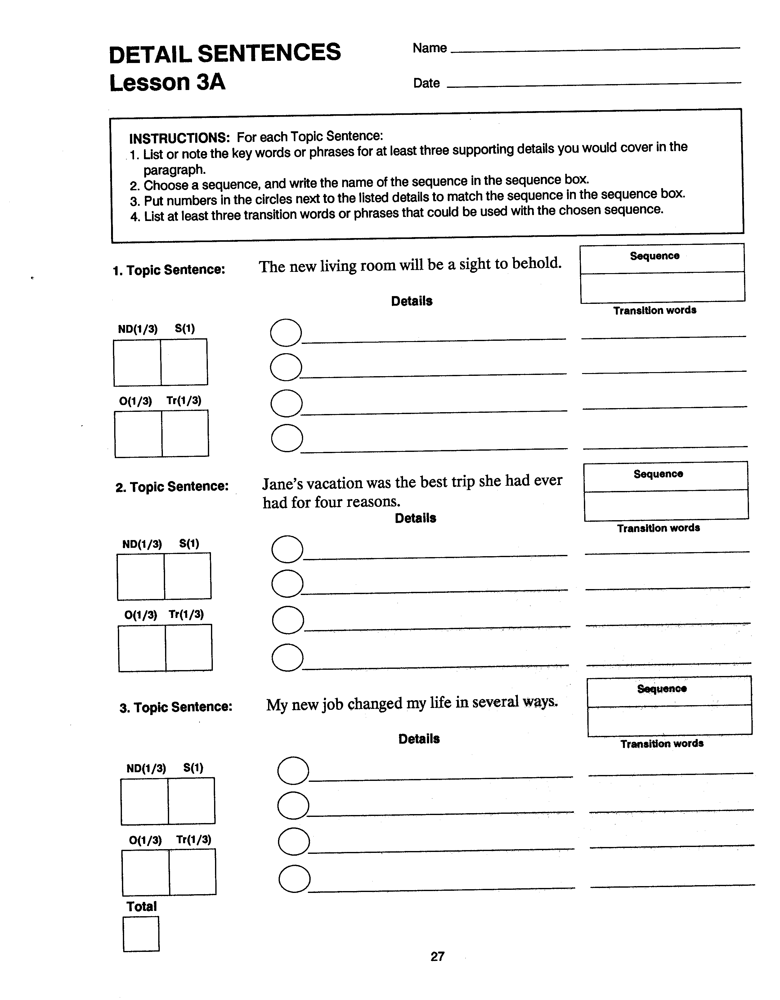 DETAIL SENTENCES
Lesson 3A
Name
Date
INSTRUCTIONS: For each Topic Sentence:
1. List or note the key words or phrases for at least three supporting details you would cover in the
paragraph.
2. Choose a sequence, and write the name of the sequence in the sequence box.
3. Put numbers in the circles next to the listed details to match the sequence in the sequence box.
4. List at least three transition words or phrases that could be used with the chosen sequence.
1. Topic Sentence: The new living room will be a sight to behold.
Sequence
Details
Transition words
ND(1/3) S(1)
O(1/3) Tr(1/3)
2. Topic Sentence: Jane's vacation was the best trip she had ever
had for four reasons.
Sequence
Details
Transition words
ND(1/3) S(1)
O(1/3) Tr(1/3)
3. Topic Sentence: My new job changed my life in several ways.
Sequence
Details
Transition words
ND(1/3) S(1)
O(1/3) Tr(1/3)
Total
27